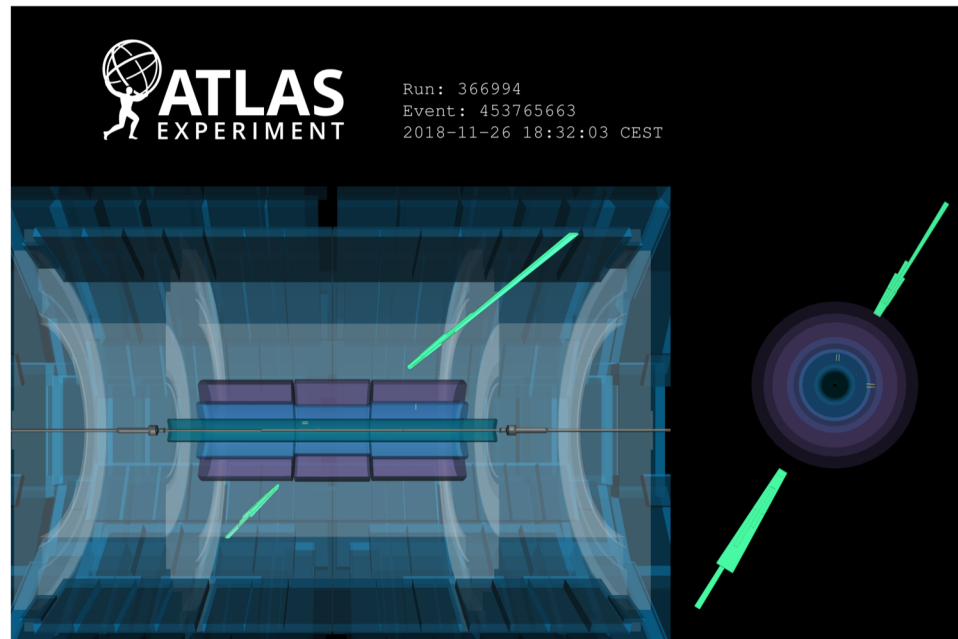 ATLAS
EXPERIMENT
Run: 366994
Event: 453765663
2018-11-26 18:32:03 CEST